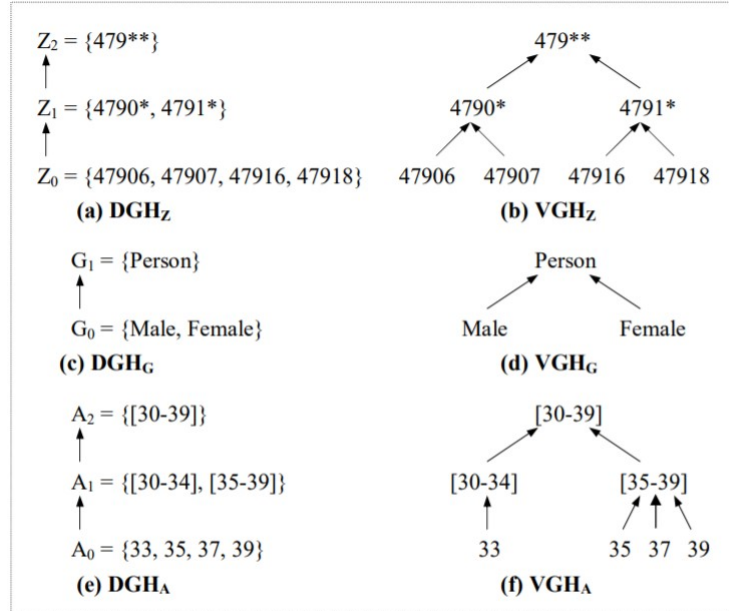 Z₂ = {479**}
479**
Z₁ = {4790*, 4791*}
4790* 4791*
Z₀ = {47906, 47907, 47916, 47918}
47906 47907 47916 47918
(a) DGH_Z
(b) VGH_Z
G₁ = {Person}
Person
G₀ = {Male, Female}
Male Female
(c) DGH_G
(d) VGH_G
A₂ = {[30-39]}
[30-39]
A₁ = {[30-34], [35-39]}
[30-34] [35-39]
A₀ = {33, 35, 37, 39}
33 35 37 39
(e) DGH_A
(f) VGH_A